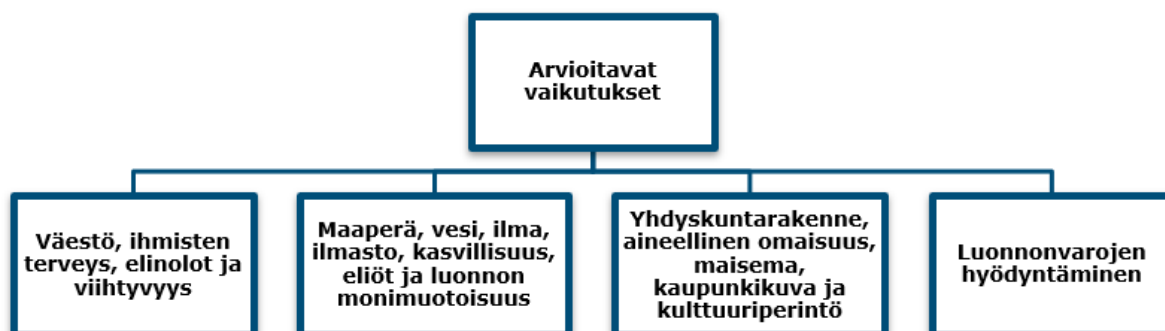 Arvioitavat
vaikutukset
Väestö, ihmisten
terveys, elinolot ja
viihtyvyys
Maaperä, vesi, ilma,
ilmasto, kasvillisuus,
eliöt ja luonnon
monimuotoisuus
Yhdyskuntarakenne,
aineellinen omaisuus,
maisema,
kaupunkikuva ja
kulttuuriperintö
Luonnonvarojen
hyödyntäminen